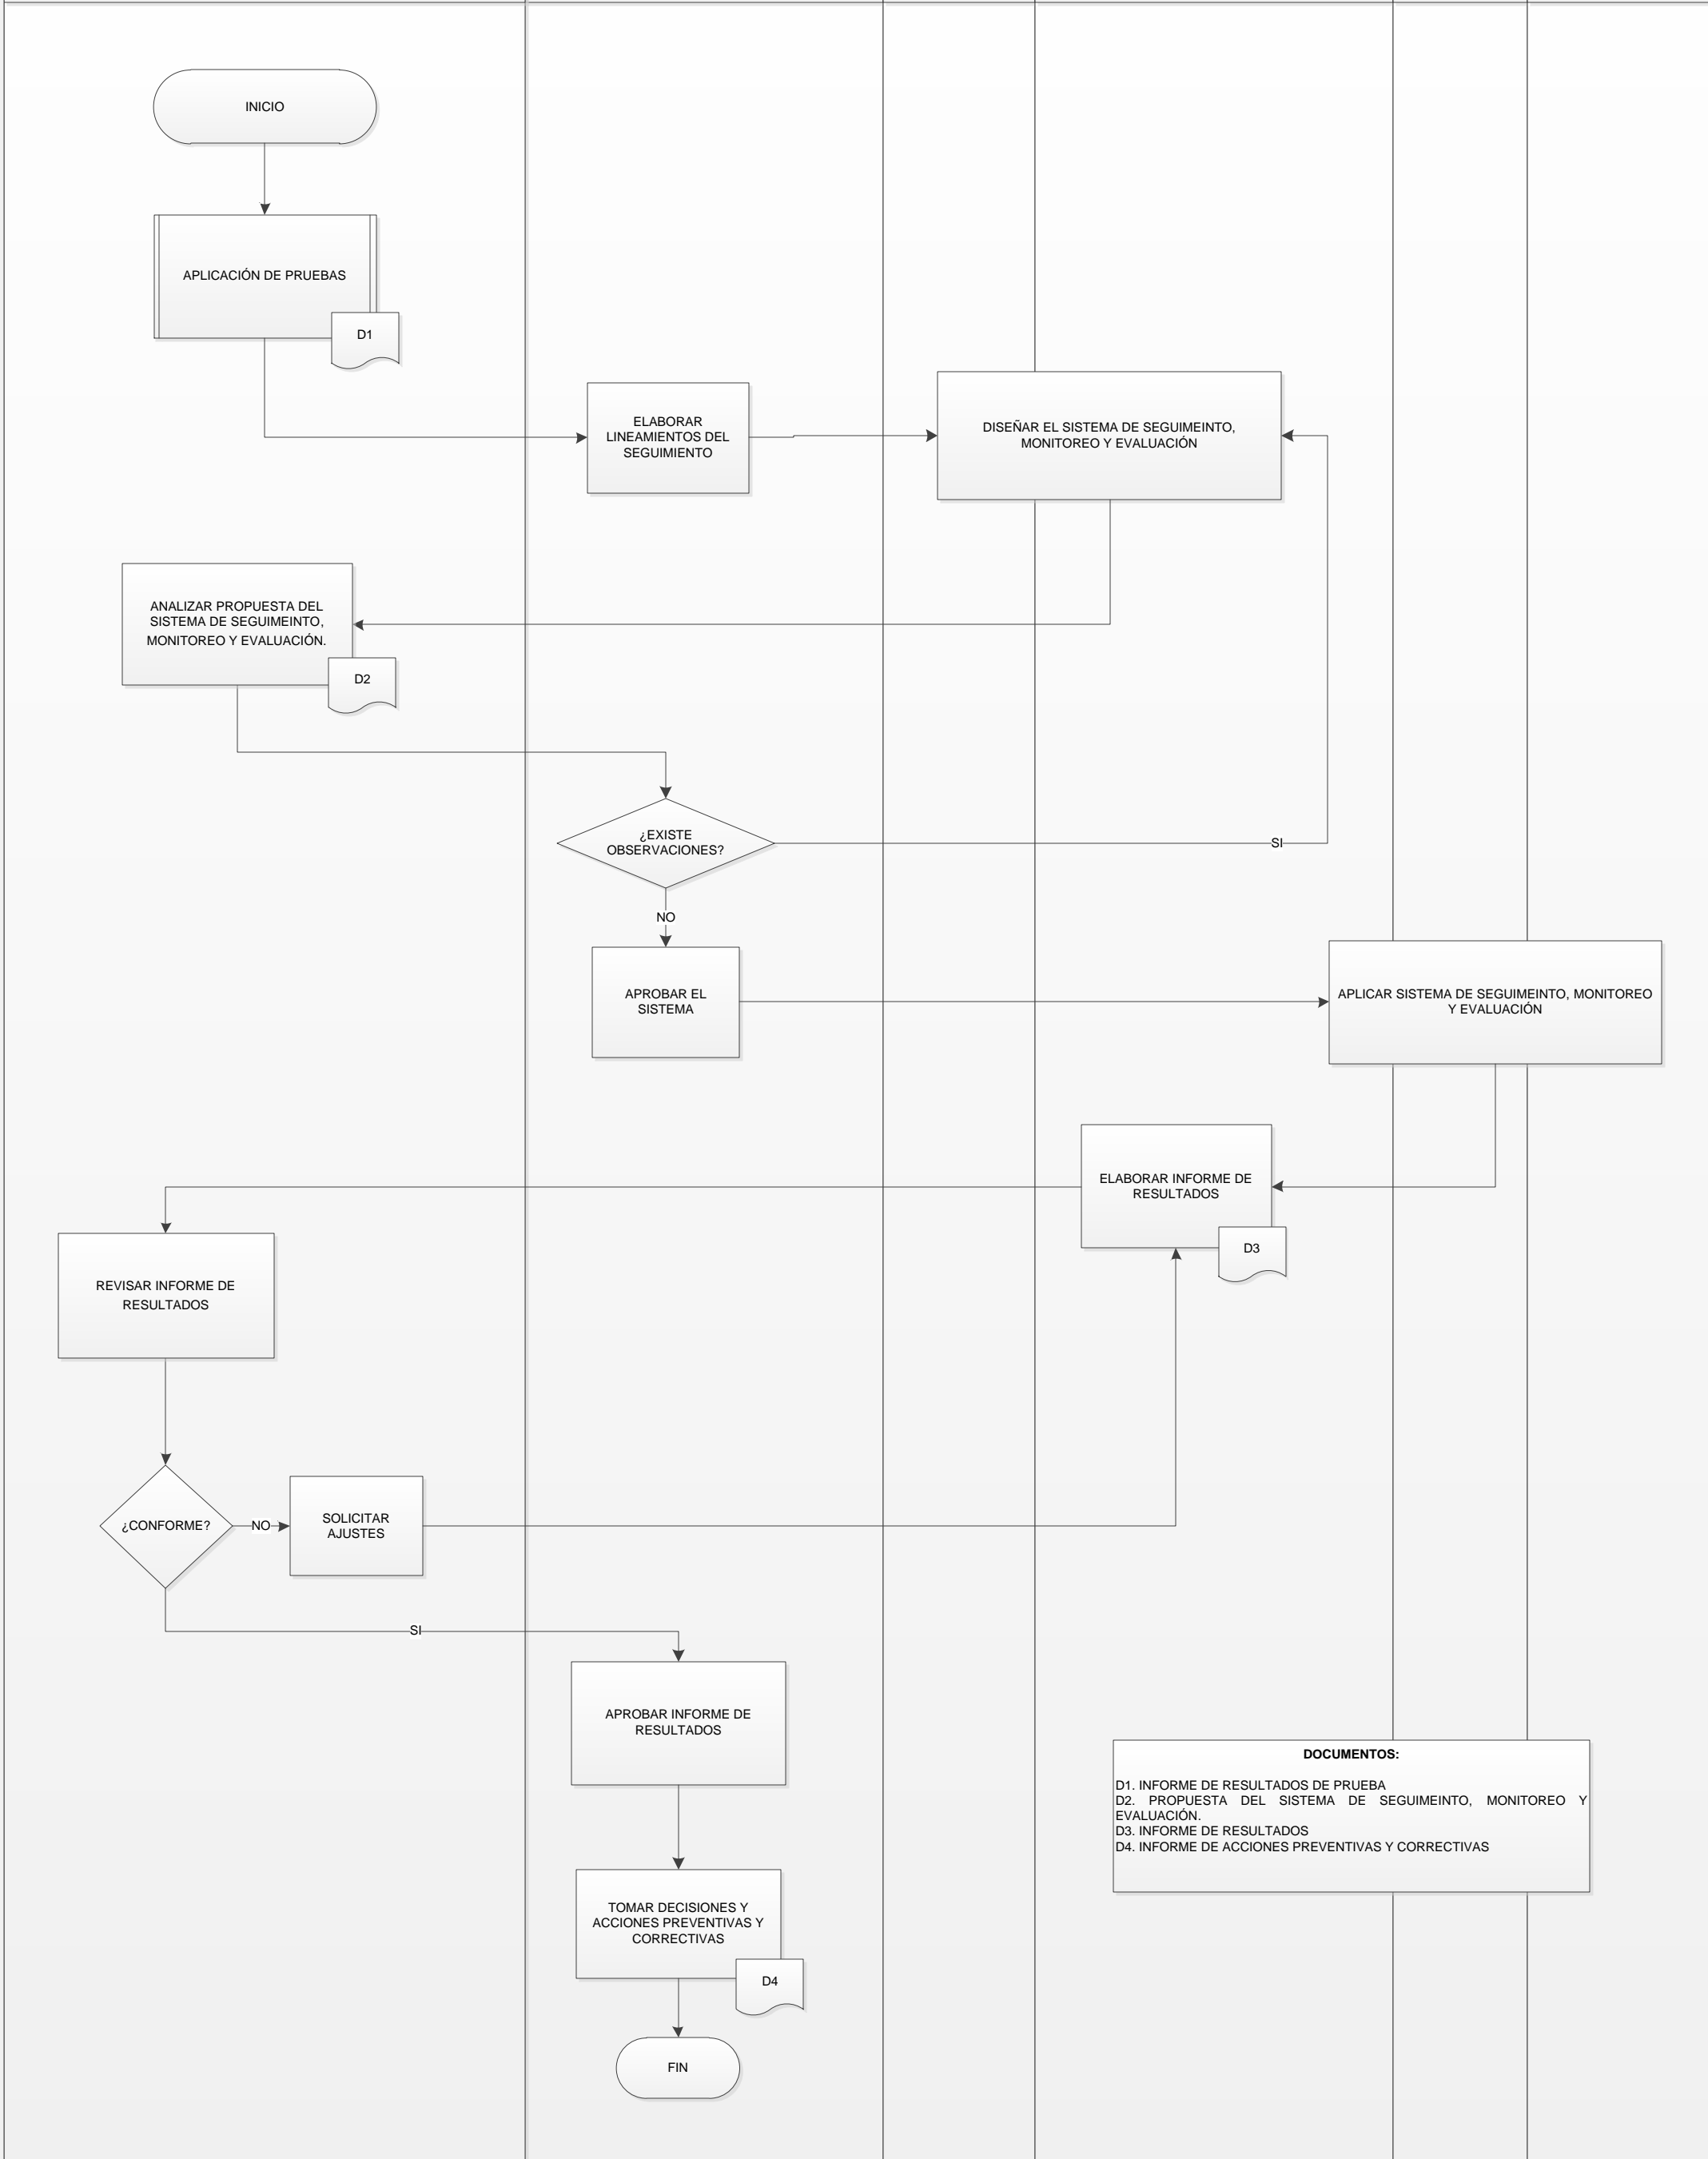 INICIO
APLICACIÓN DE PRUEBAS
D1
ELABORAR
LINEAMIENTOS DEL
SEGUIMIENTO
DISEÑAR EL SISTEMA DE SEGUIMEINTO,
MONITOREO Y EVALUACIÓN
ANALIZAR PROPUESTA DEL
SISTEMA DE SEGUIMEINTO,
MONITOREO Y EVALUACIÓN.
D2
¿EXISTE
OBSERVACIONES?
SI
NO
APROBAR EL
SISTEMA
APLICAR SISTEMA DE SEGUIMEINTO, MONITOREO
Y EVALUACIÓN
ELABORAR INFORME DE
RESULTADOS
D3
REVISAR INFORME DE
RESULTADOS
¿CONFORME?
NO
SOLICITAR
AJUSTES
SI
APROBAR INFORME DE
RESULTADOS
DOCUMENTOS:
D1. INFORME DE RESULTADOS DE PRUEBA
D2. PROPUESTA DEL SISTEMA DE SEGUIMEINTO, MONITOREO Y
EVALUACIÓN.
D3. INFORME DE RESULTADOS
D4. INFORME DE ACCIONES PREVENTIVAS Y CORRECTIVAS
TOMAR DECISIONES Y
ACCIONES PREVENTIVAS Y
CORRECTIVAS
D4
FIN